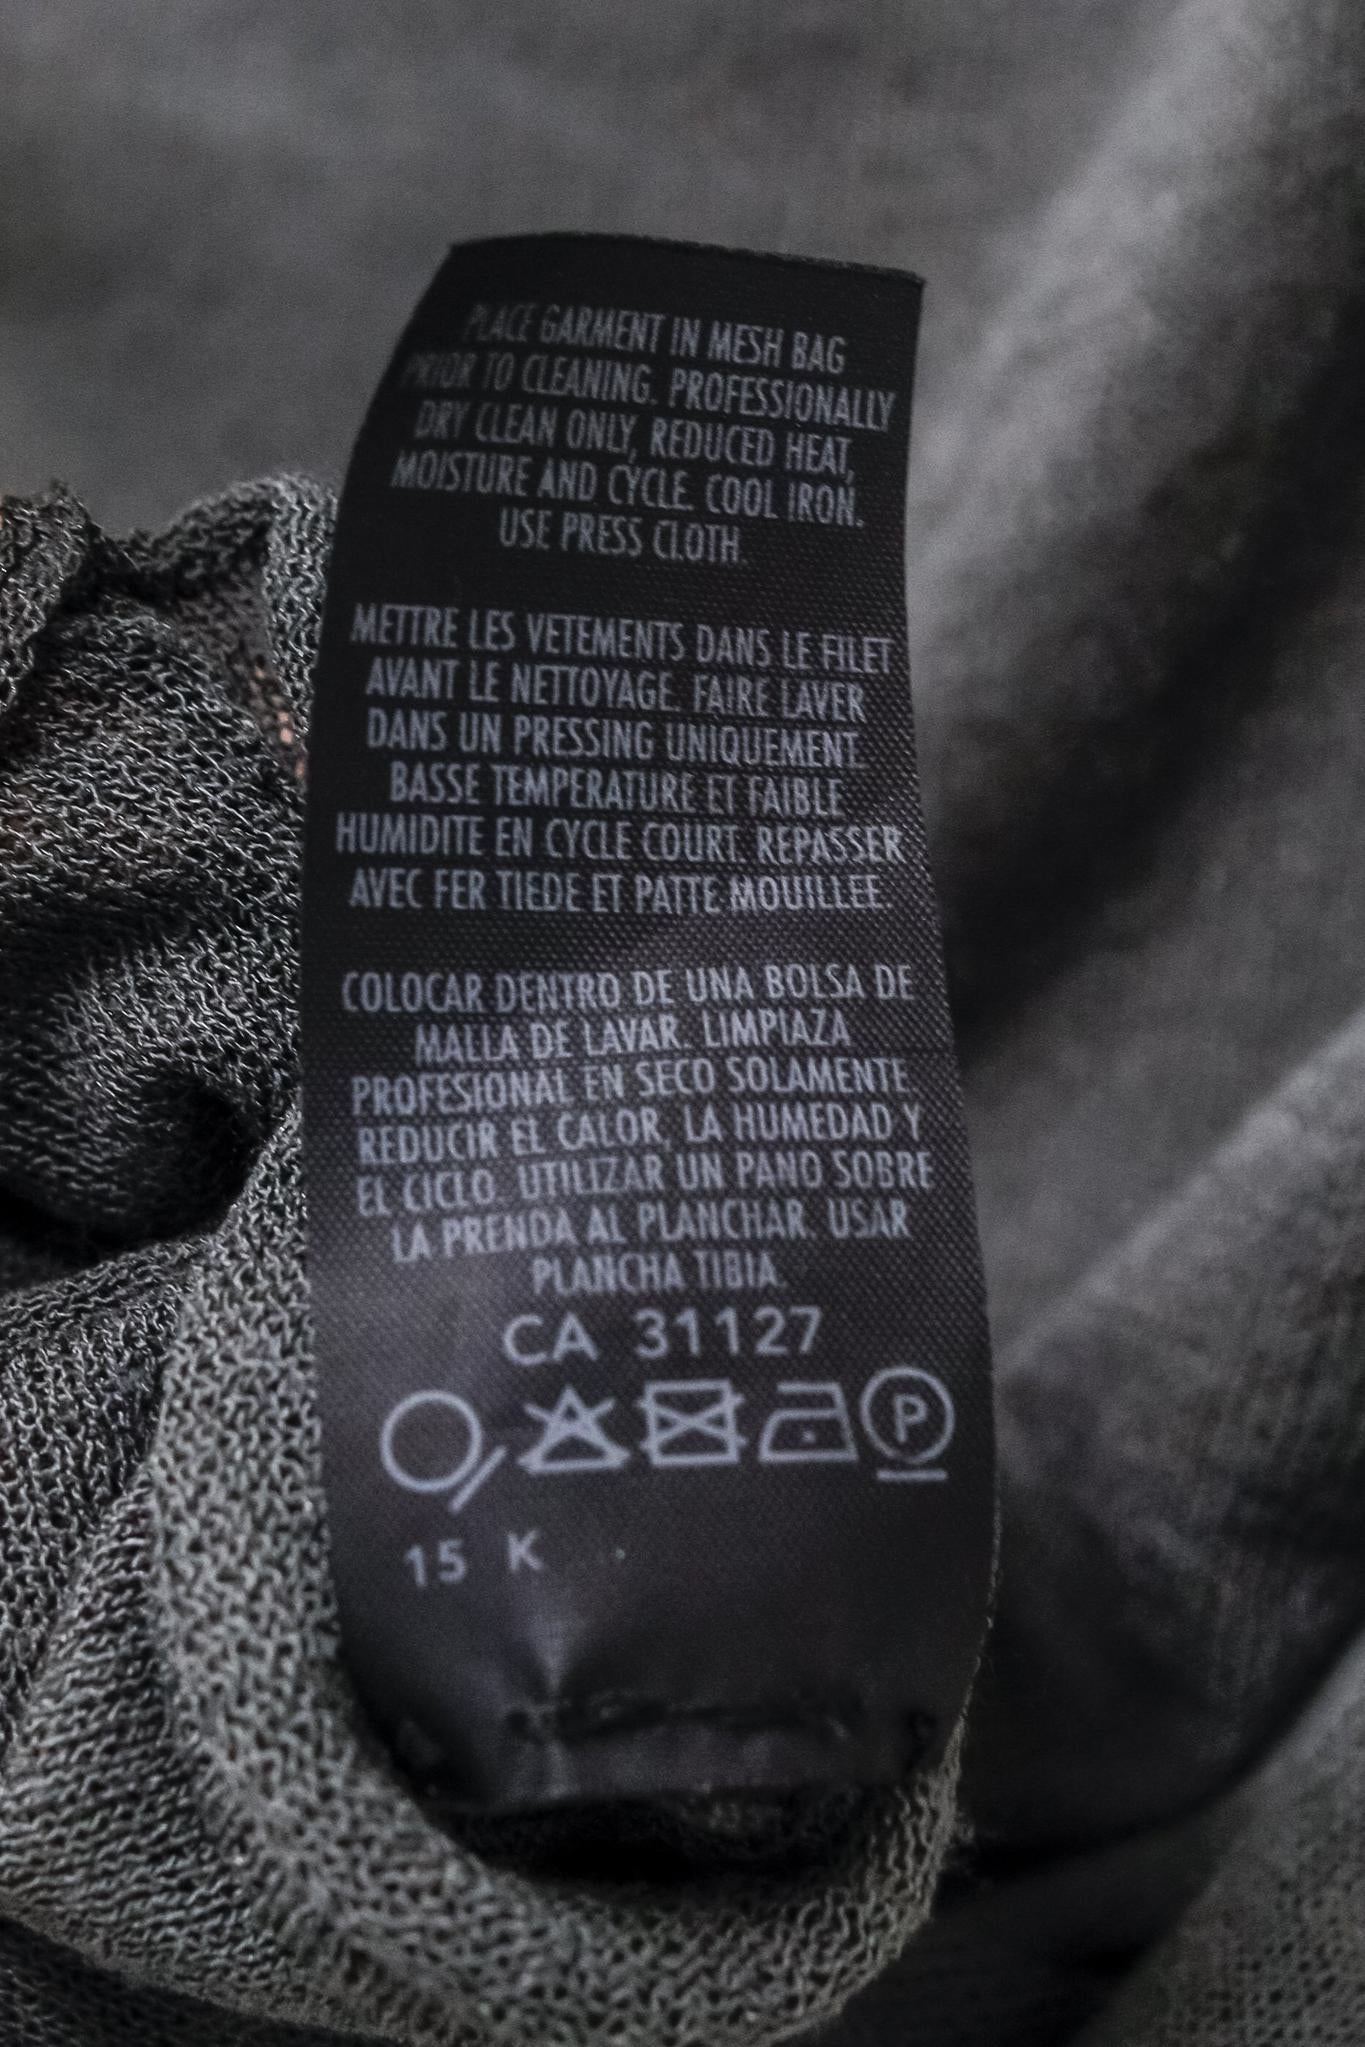 PLACE GARMENT IN MESH BAG
PRIOR TO CLEANING. PROFESSIONALLY
DRY CLEAN ONLY, REDUCED HEAT,
MOISTURE AND CYCLE. COOL IRON.
USE PRESS CLOTH.
METTRE LES VETEMENTS DANS LE FILET
AVANT LE NETTOYAGE. FAIRE LAVER
DANS UN PRESSING UNIQUEMENT.
BASSE TEMPERATURE ET FAIBLE
HUMIDITE EN CYCLE COURT. REPASSER
AVEC FER TIEDE ET PATTE MOUILLEE.
COLOCAR DENTRO DE UNA BOLSA DE
MALLA DE LAVAR. LIMPIAZA
PROFESIONAL EN SECO SOLAMENTE.
REDUCIR EL CALOR, LA HUMEDAD Y
EL CICLO. UTILIZAR UN PANO SOBRE
LA PRENDA AL PLANCHAR. USAR
PLANCHA TIBIA.
CA 31127
P
15 K